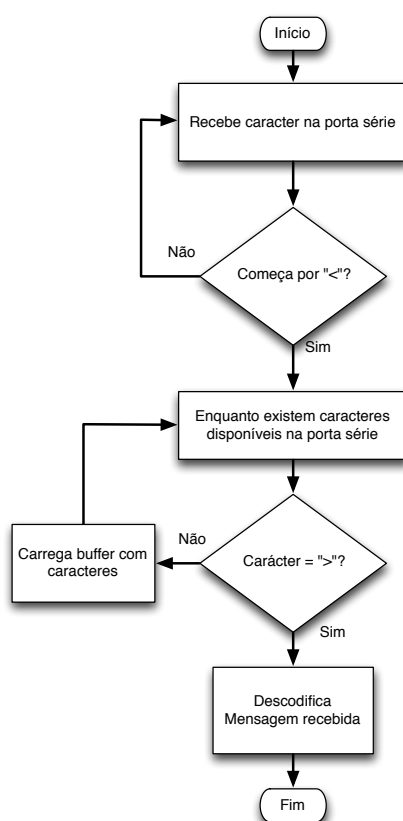 Início
Recebe caracter na porta série
Não
Começa por "<"?
Sim
Enquanto existem caracteres
disponíveis na porta série
Não
Carrega buffer com
caracteres
Carácter = ">"?
Sim
Descodifica
Mensagem recebida
Fim